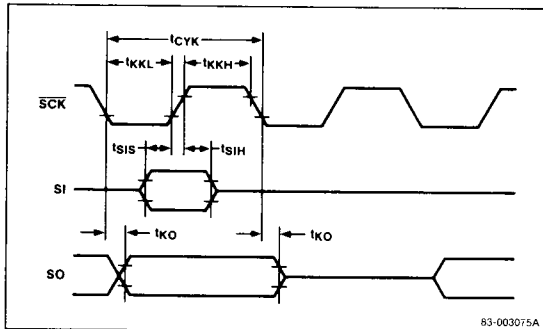 tCYK
tKKL tKKH
SCK
tSIS tSIH
SI
tKO tKO
SO
83-003075A